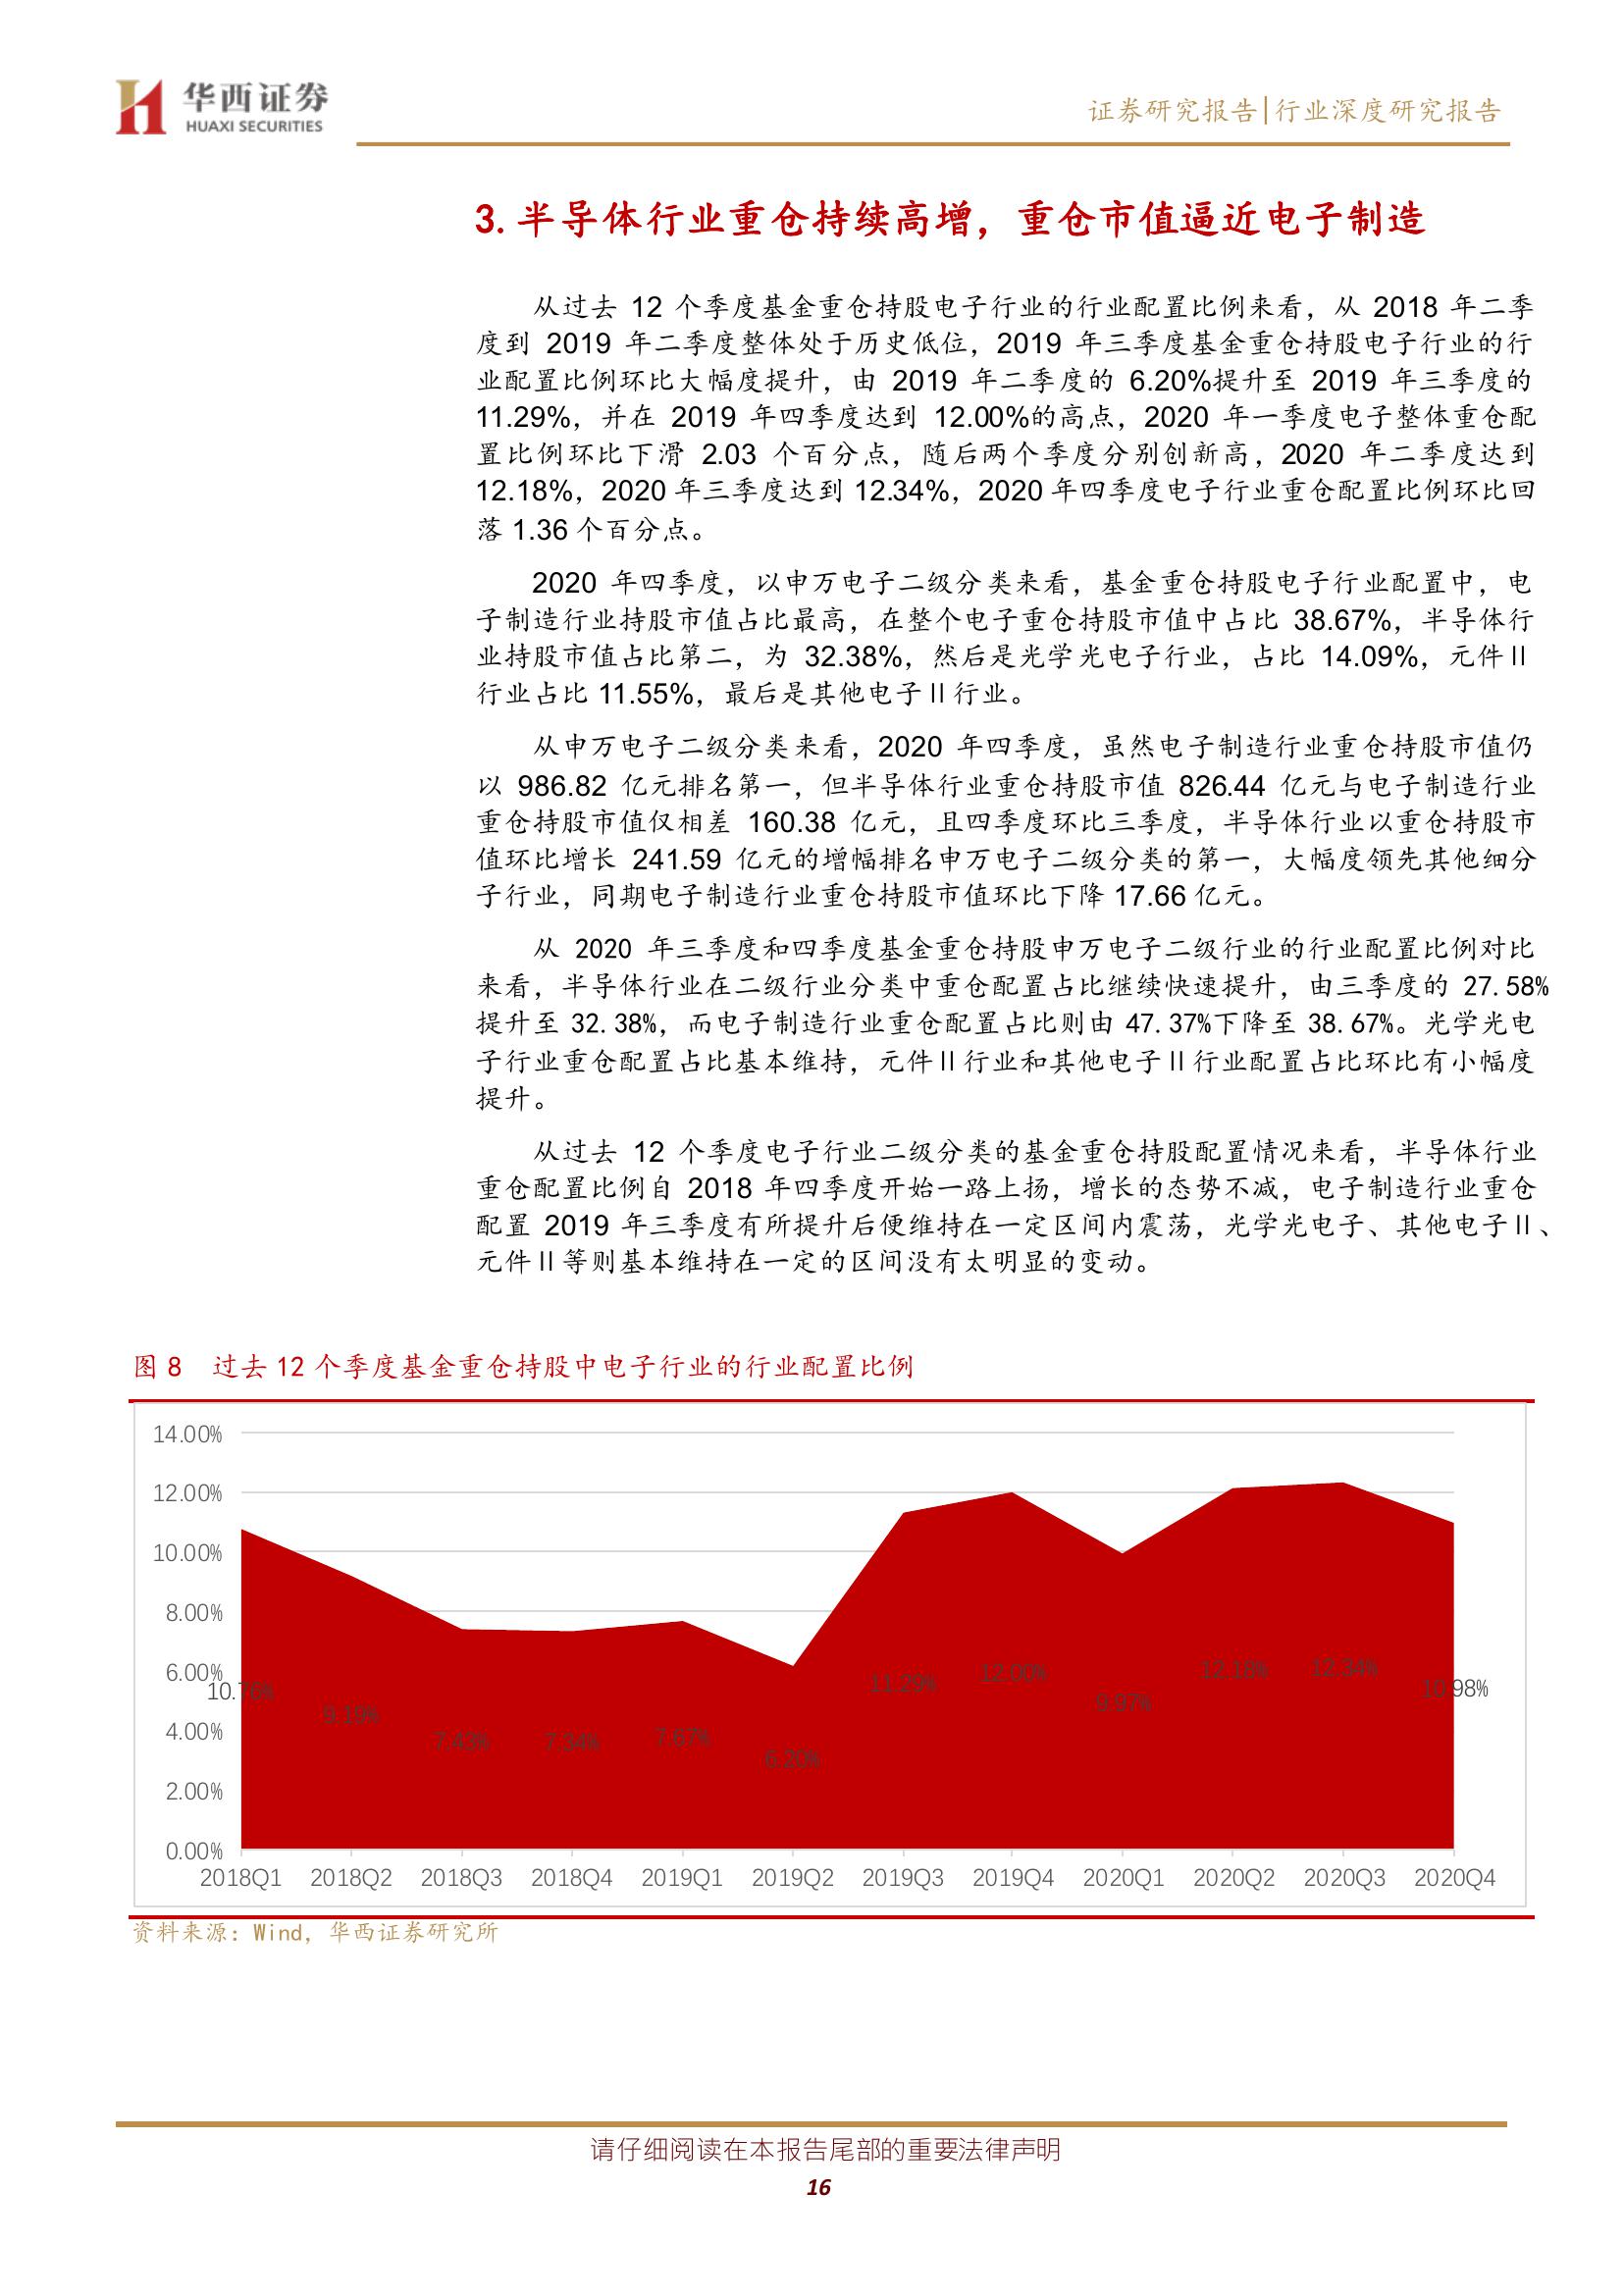 华西证券
HUAXI SECURITIES
证券研究报告|行业深度研究报告
3. 半导体行业重仓持续高增，重仓市值逼近电子制造
从过去 12 个季度基金重仓持股电子行业的行业配置比例来看，从 2018 年二季
度到 2019 年二季度整体处于历史低位，2019 年三季度基金重仓持股电子行业的行
业配置比例环比大幅度提升，由 2019 年二季度的 6.20%提升至 2019 年三季度的
11.29%，并在 2019 年四季度达到 12.00%的高点，2020 年一季度电子整体重仓配
置比例环比下滑 2.03 个百分点，随后两个季度分别创新高，2020 年二季度达到
12.18%，2020 年三季度达到 12.34%，2020 年四季度电子行业重仓配置比例环比回
落 1.36 个百分点。
2020 年四季度，以申万电子二级分类来看，基金重仓持股电子行业配置中，电
子制造行业持股市值占比最高，在整个电子重仓持股市值中占比 38.67%，半导体行
业持股市值占比第二，为 32.38%，然后是光学光电子行业，占比 14.09%，元件Ⅱ
行业占比 11.55%，最后是其他电子Ⅱ行业。
从申万电子二级分类来看，2020 年四季度，虽然电子制造行业重仓持股市值仍
以 986.82 亿元排名第一，但半导体行业重仓持股市值 826.44 亿元与电子制造行业
重仓持股市值仅相差 160.38 亿元，且四季度环比三季度，半导体行业以重仓持股市
值环比增长 241.59 亿元的增幅排名申万电子二级分类的第一，大幅度领先其他细分
子行业，同期电子制造行业重仓持股市值环比下降 17.66 亿元。
从 2020 年三季度和四季度基金重仓持股申万电子二级行业的行业配置比例对比
来看，半导体行业在二级行业分类中重仓配置占比继续快速提升，由三季度的 27.58%
提升至 32.38%，而电子制造行业重仓配置占比则由 47.37%下降至 38.67%。光学光电
子行业重仓配置占比基本维持，元件Ⅱ行业和其他电子Ⅱ行业配置占比环比有小幅度
提升。
从过去 12 个季度电子行业二级分类的基金重仓持股配置情况来看，半导体行业
重仓配置比例自 2018 年四季度开始一路上扬，增长的态势不减，电子制造行业重仓
配置 2019 年三季度有所提升后便维持在一定区间内震荡，光学光电子、其他电子Ⅱ、
元件Ⅱ等则基本维持在一定的区间没有太明显的变动。
图 8 过去 12 个季度基金重仓持股中电子行业的行业配置比例
14.00%
12.00%
10.00%
8.00%
6.00%
4.00%
2.00%
0.00%
10.76% 9.19% 7.43% 7.34% 7.67% 6.20% 11.29% 12.00% 9.97% 12.18% 12.34% 10.98%
2018Q1 2018Q2 2018Q3 2018Q4 2019Q1 2019Q2 2019Q3 2019Q4 2020Q1 2020Q2 2020Q3 2020Q4
资料来源：Wind，华西证券研究所
请仔细阅读在本报告尾部的重要法律声明
16